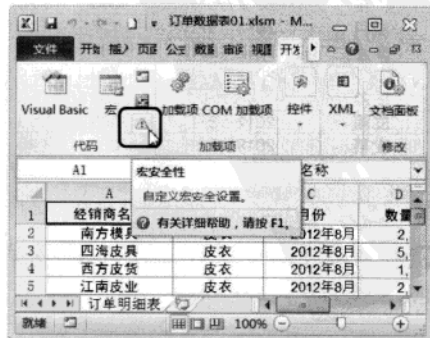 订单数据表01.xlsm - M...
文件 开始 插入 页面 公式 数据 审阅 视图 开发
Visual Basic 宏 加载项 COM 加载项 控件 XML 文档面板
代码 加载项 修改
A1 名称
宏安全性
自定义宏安全设置。
有关详细帮助，请按 F1。
A C D
1 经销商名 月份 数量
2 南方模具 2012年8月 2,
3 四海皮具 皮衣 2012年8月 5,
4 西方皮货 皮衣 2012年8月 1,
5 江南皮业 皮衣 2012年8月 2,
订单明细表
就绪 100%